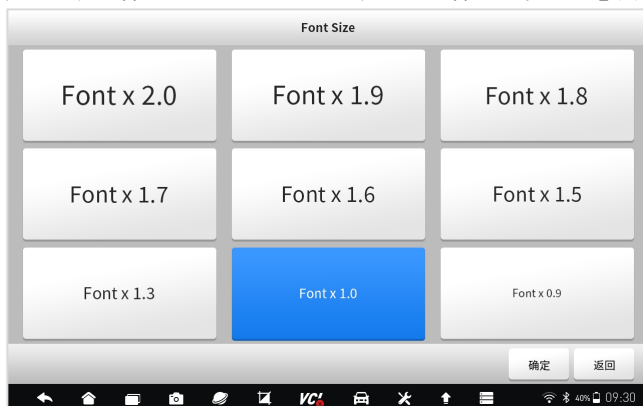 Font Size
Font x 2.0
Font x 1.9
Font x 1.8
Font x 1.7
Font x 1.6
Font x 1.5
Font x 1.3
Font x 1.0
Font x 0.9
确定
返回
VCI
40%
09:30